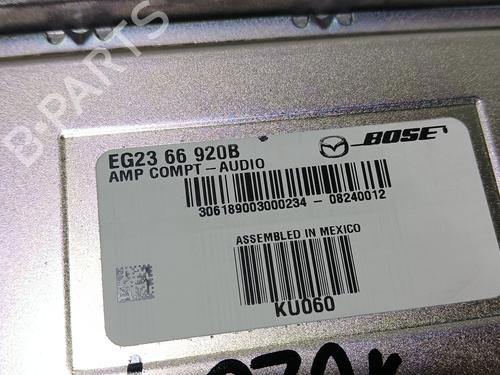 B-PARTS
EG23 66 920B
BOSE
AMP COMPT-AUDIO
306189003000234 - 08240012
ASSEMBLED IN MEXICO
KU060